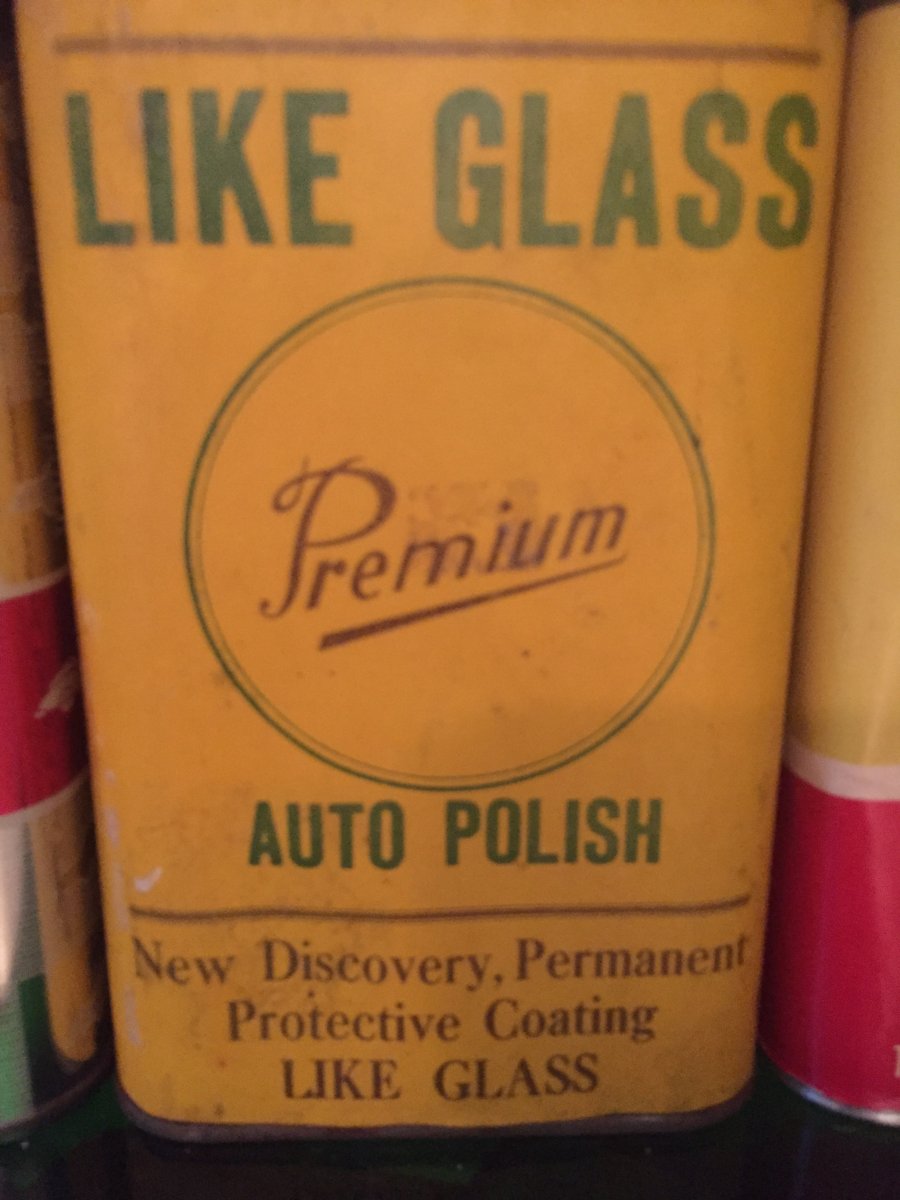 LIKE GLASS
Premium
AUTO POLISH
New Discovery, Permanent
Protective Coating
LIKE GLASS